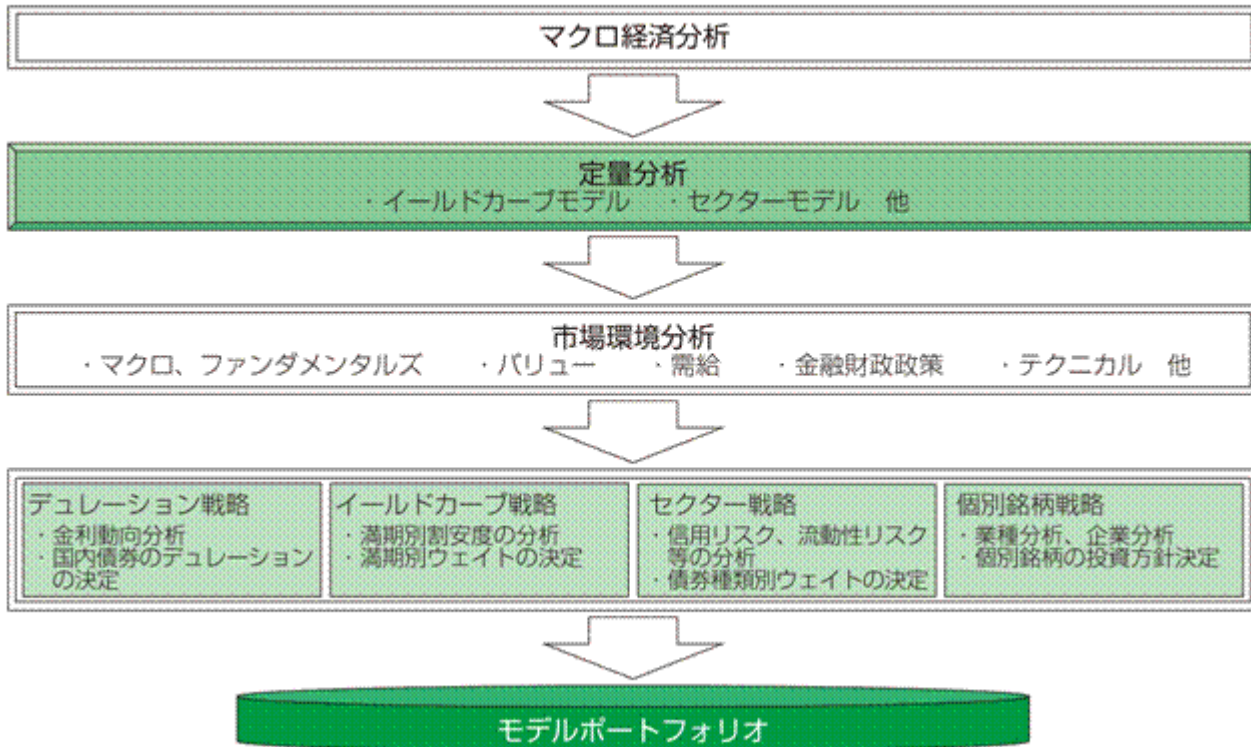 マクロ経済分析
定量分析
・イールドカーブモデル ・セクターモデル 他
市場環境分析
・マクロ、ファンダメンタルズ ・バリュー ・需給 ・金融財政政策 ・テクニカル 他
デュレーション戦略
・金利動向分析
・国内債券のデュレーション
の決定
イールドカーブ戦略
・満期別割安度の分析
・満期別ウェイトの決定
セクター戦略
・信用リスク、流動性リスク
等の分析
・債券種類別ウェイトの決定
個別銘柄戦略
・業種分析、企業分析
・個別銘柄の投資方針決定
モデルポートフォリオ